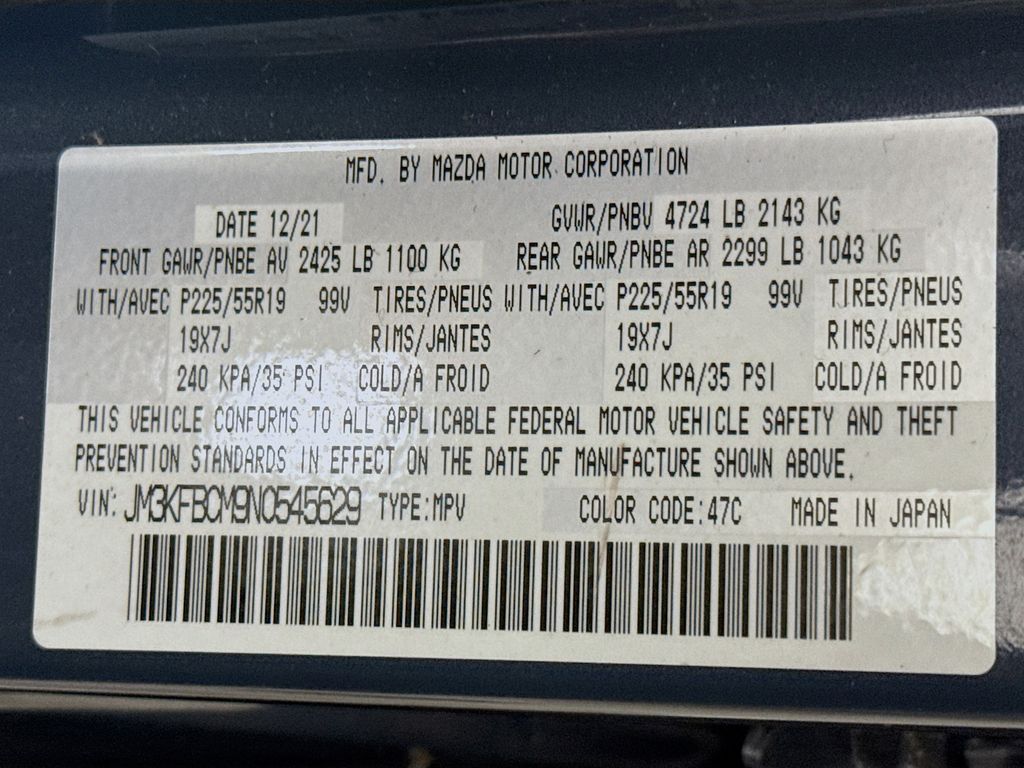 MFD. BY MAZDA MOTOR CORPORATION
DATE 12/21 GVWR/PNBV 4724 LB 2143 KG
FRONT GAWR/PNBE AV 2425 LB 1100 KG REAR GAWR/PNBE AR 2299 LB 1043 KG
WITH/AVEC P225/55R19 99V TIRES/PNEUS WITH/AVEC P225/55R19 99V TIRES/PNEUS
19X7J RIMS/JANTES 19X7J RIMS/JANTES
240 KPA/35 PSI COLD/A FROID 240 KPA/35 PSI COLD/A FROID
THIS VEHICLE CONFORMS TO ALL APPLICABLE FEDERAL MOTOR VEHICLE SAFETY AND THEFT
PREVENTION STANDARDS IN EFFECT ON THE DATE OF MANUFACTURE SHOWN ABOVE.
VIN: JM3KFBCM9N0545629 TYPE:MPV COLOR CODE:47C MADE IN JAPAN